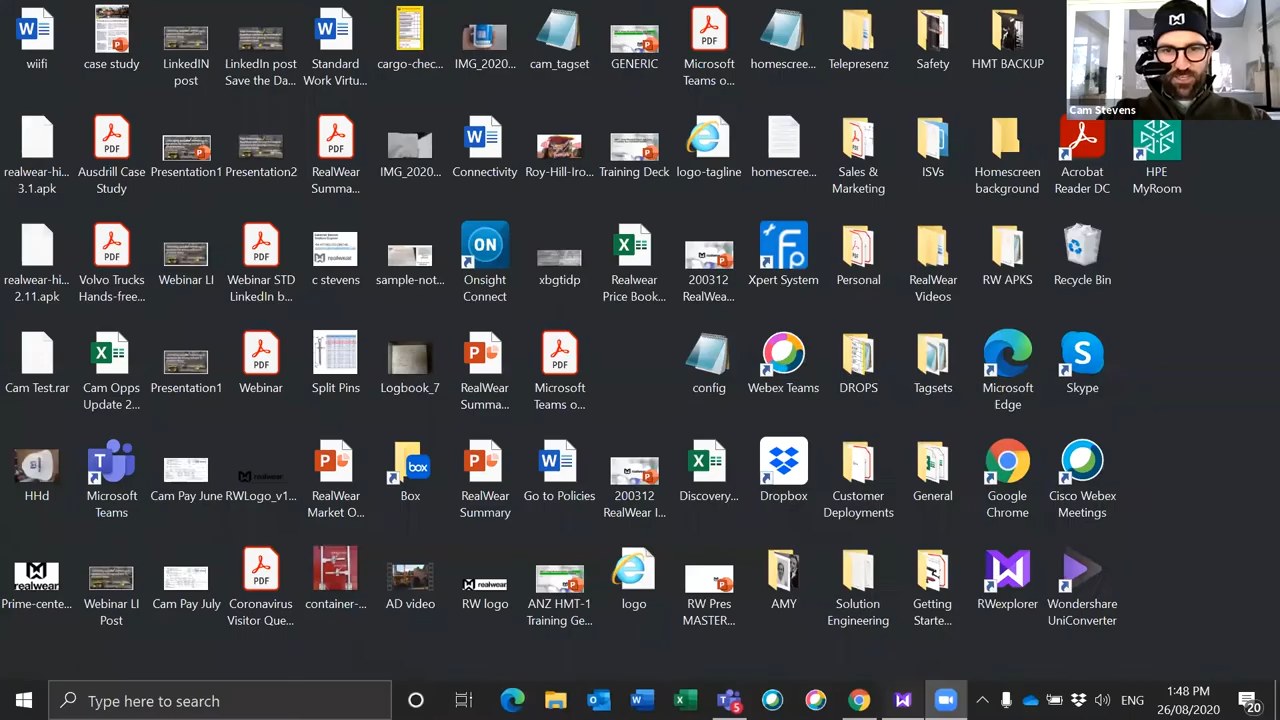 wiifi
case study
LinkedIN
post
LinkedIn post
Save the Da...
Standard
Work Virtu...
cargo-chec...
IMG_2020...
cam_tagset
GENERIC
Microsoft
Teams o...
homescree...
Telepresenz
Safety
HMT BACKUP
Cam Stevens
realwear-hi...
3.1.apk
Ausdrill Case
Study
Presentation1
Presentation2
RealWear
Summa...
IMG_2020...
Connectivity
Roy-Hill-Iro...
Training Deck
logo-tagline
homescree...
Sales &
Marketing
ISVs
Homescreen
background
Acrobat
Reader DC
HPE
MyRoom
realwear-hi...
2.11.apk
Volvo Trucks
Hands-free...
Webinar LI
Webinar STD
LinkedIn b...
c stevens
sample-not...
Onsight
Connect
xbgtidp
Realwear
Price Book...
200312
RealWea...
Xpert System
Personal
RealWear
Videos
RW APKS
Recycle Bin
Cam Test.rar
Cam Opps
Update 2...
Presentation1
Webinar
Split Pins
Logbook_7
RealWear
Summa...
Microsoft
Teams o...
config
Webex Teams
DROPS
Tagsets
Microsoft
Edge
Skype
HHd
Microsoft
Teams
Cam Pay June
RWLogo_v1...
RealWear
Market O...
Box
RealWear
Summary
Go to Policies
200312
RealWear I...
Discovery...
Dropbox
Customer
Deployments
General
Google
Chrome
Cisco Webex
Meetings
Prime-cente...
Webinar LI
Post
Cam Pay July
Coronavirus
Visitor Que...
container-...
AD video
RW logo
ANZ HMT-1
Training Ge...
logo
RW Pres
MASTER...
AMY
Solution
Engineering
Getting
Starte...
RWexplorer
Wondershare
UniConverter
Type here to search
5
ENG
1:48 PM
26/08/2020
20